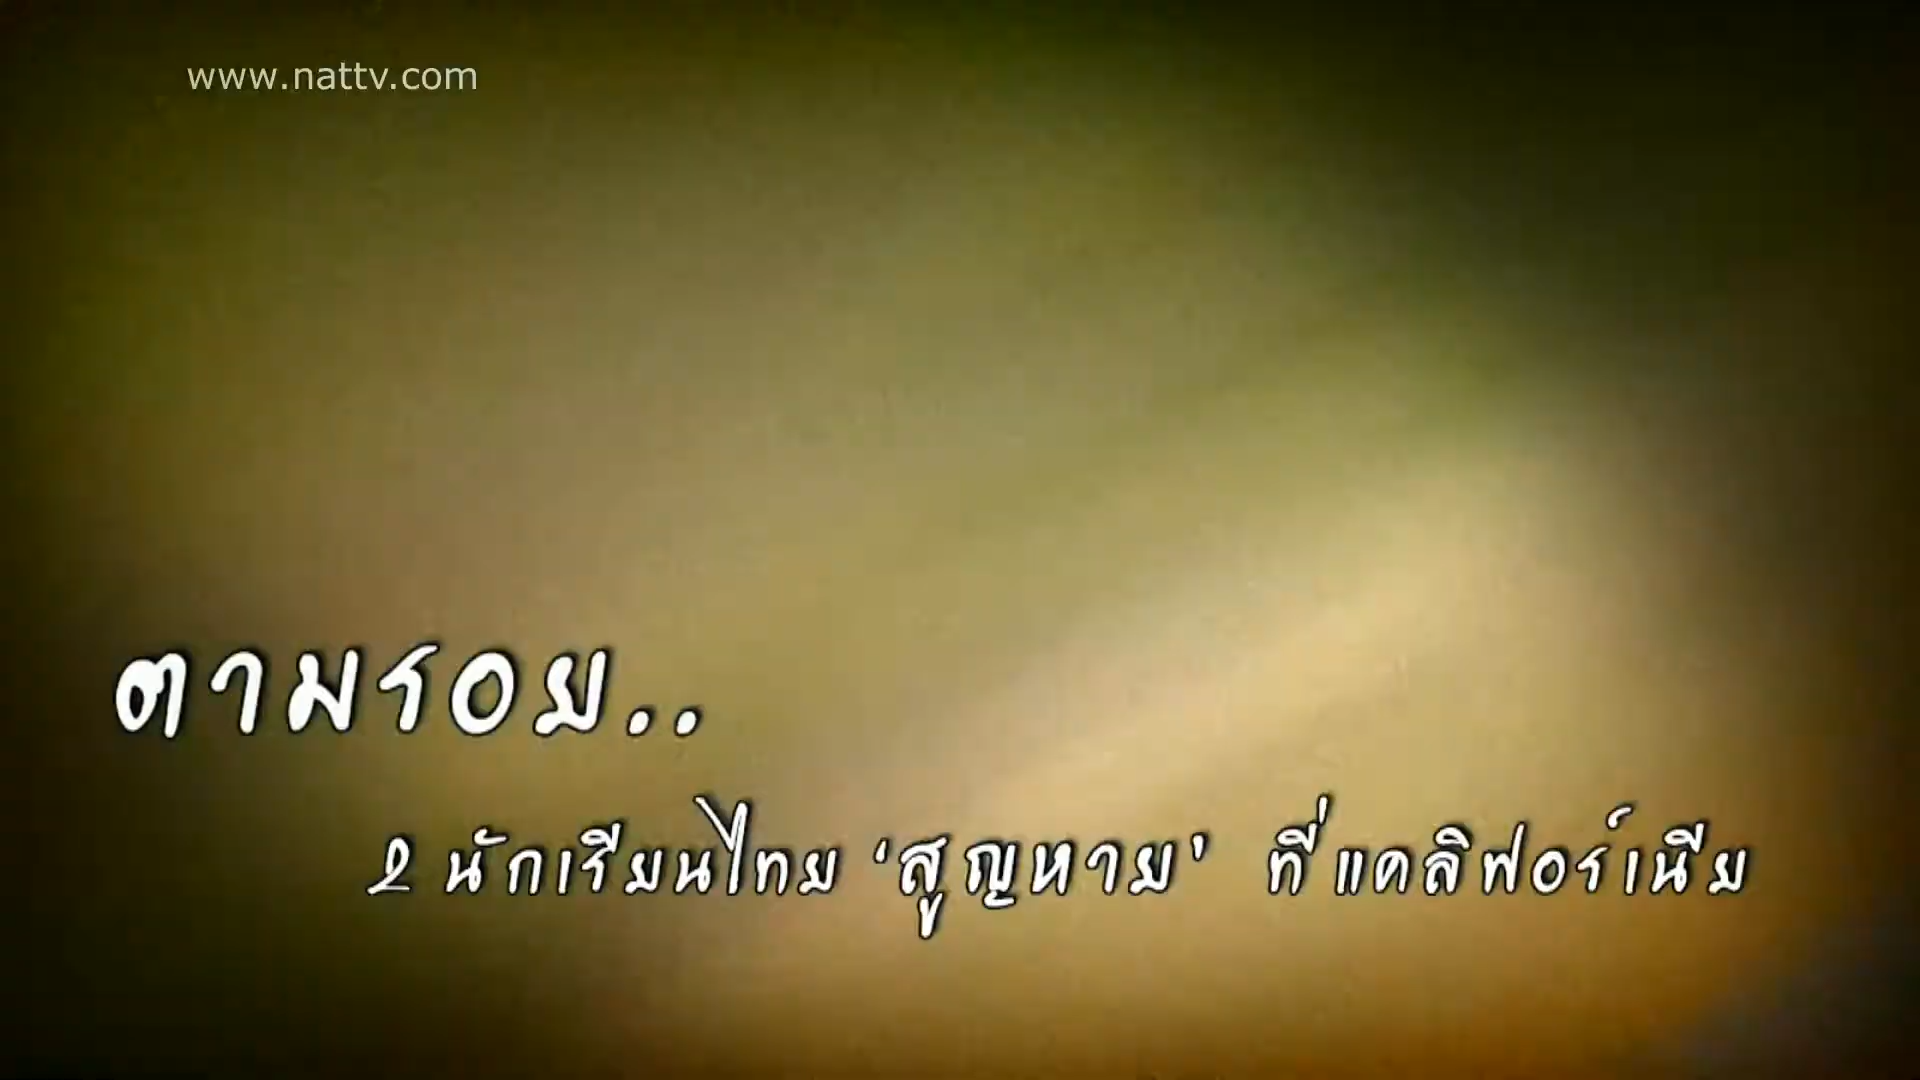 www.nattv.com
ตามรอย..
2 นักเรียนไทย ‘สูญหาย’ ที่แคลิฟอร์เนีย